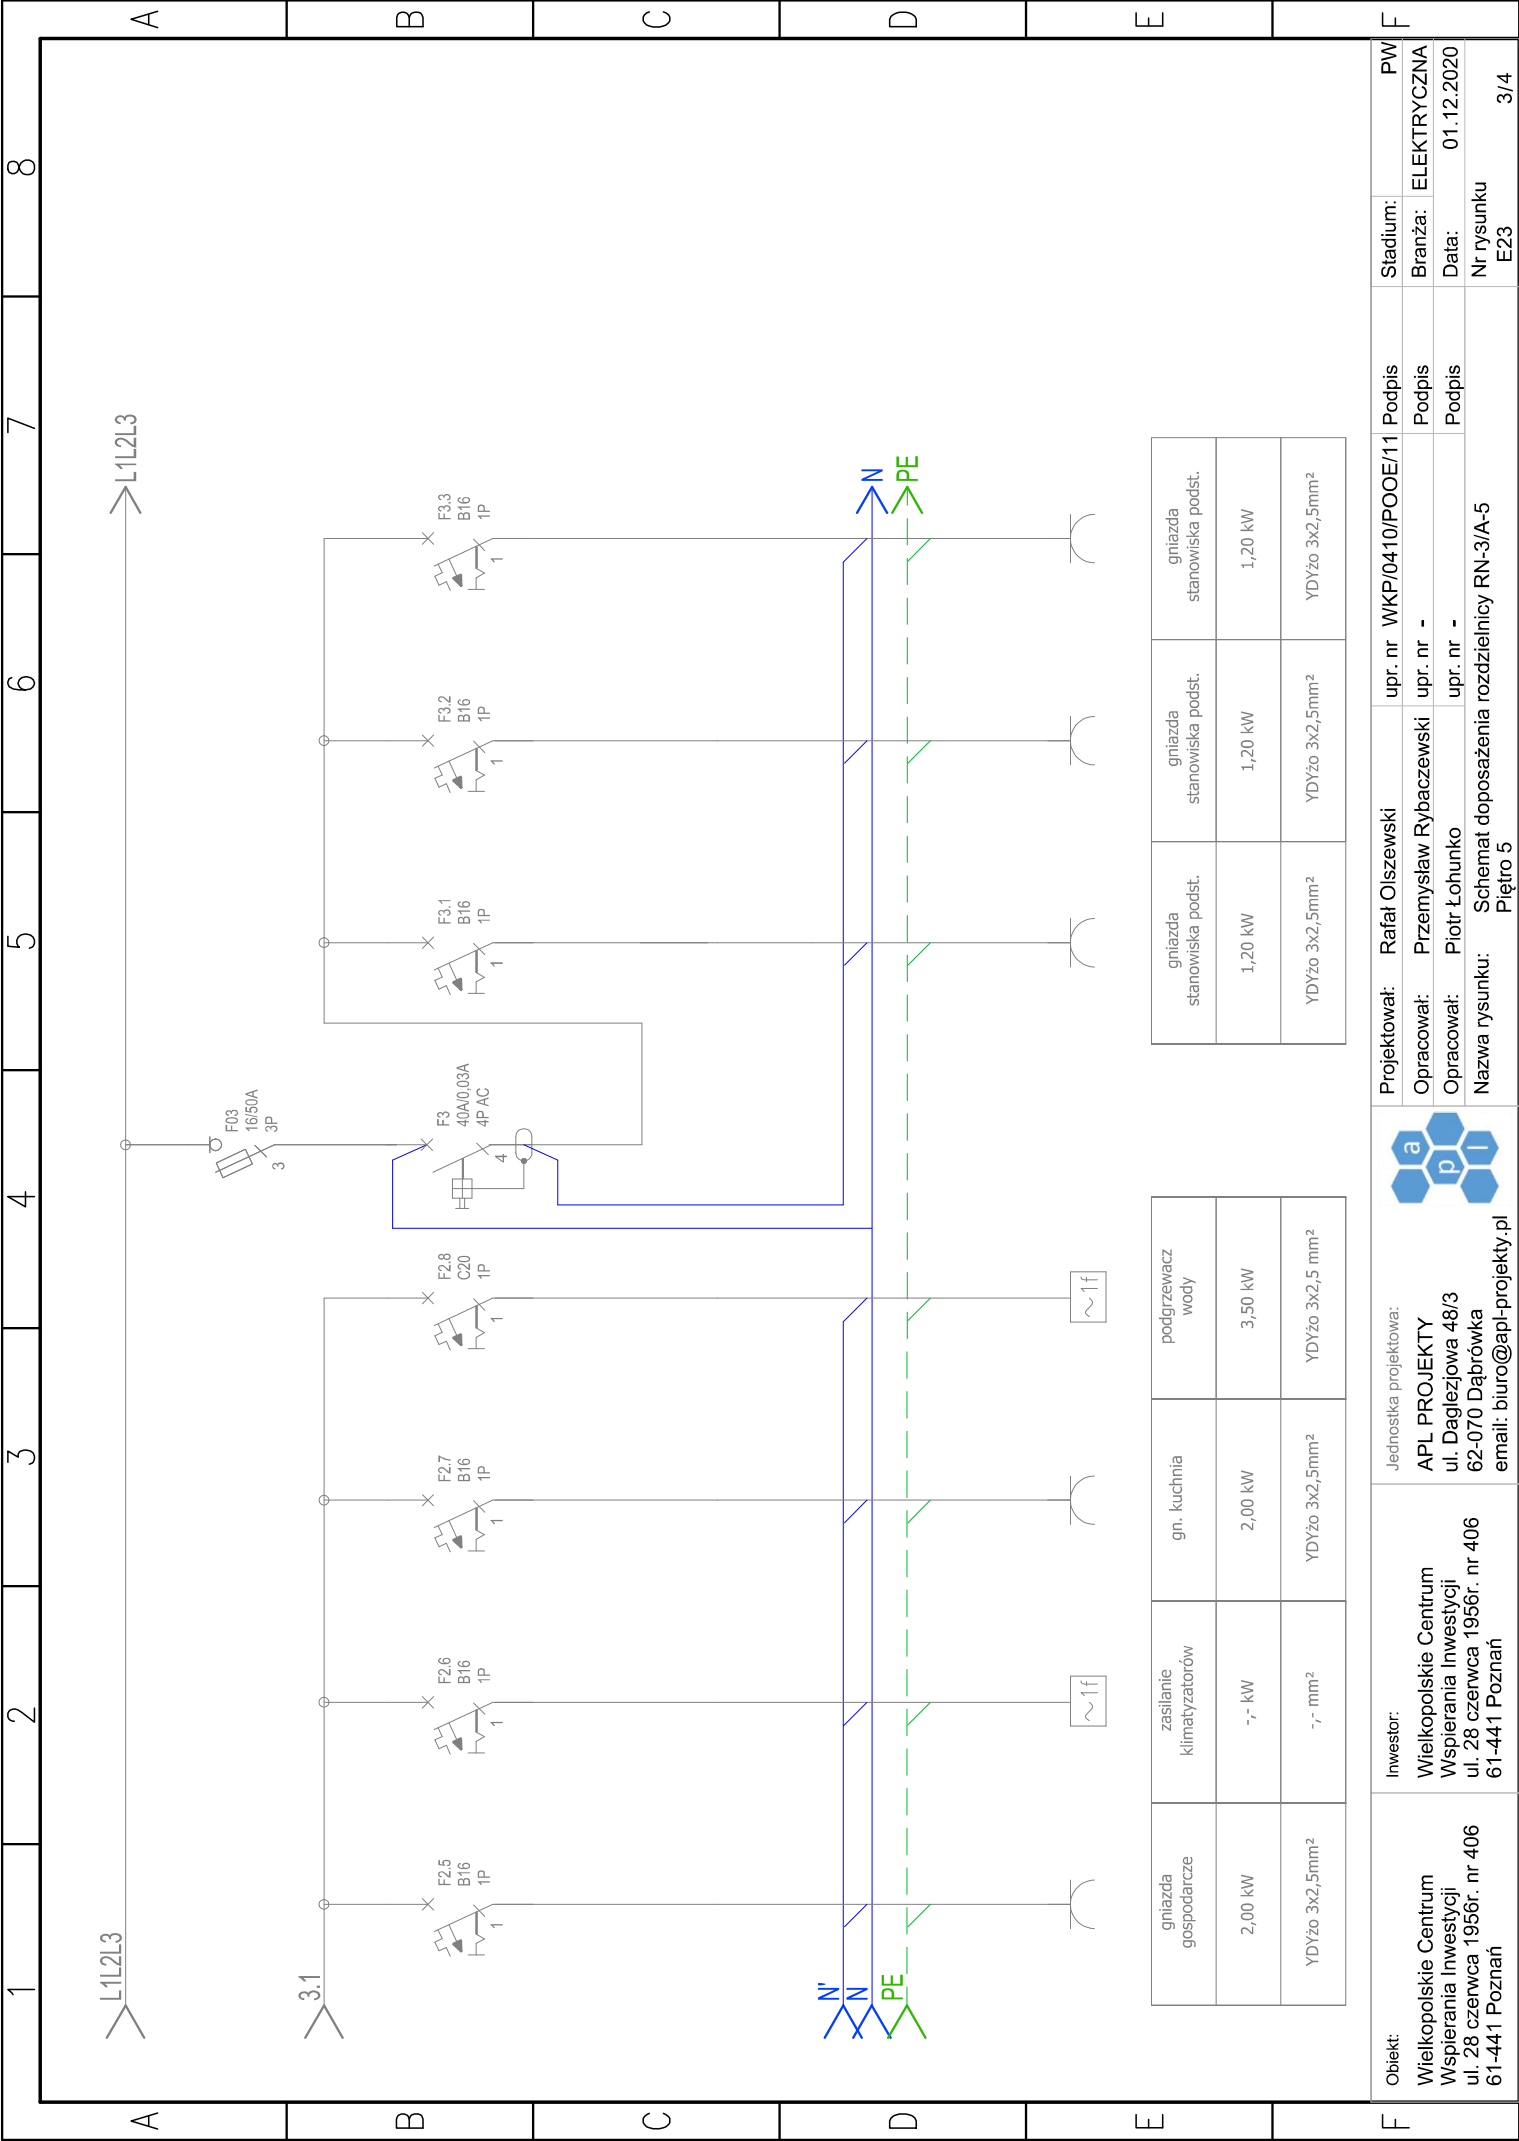 1 2 3 4 5 6 7 8
A
B
C
D
E
F
A
B
C
D
E
F
L1L2L3
L1L2L3
F03
16/50A
3P
3
3.1
F2.5
B16
1P
1
F2.6
B16
1P
1
F2.7
B16
1P
1
F2.8
C20
1P
1
F3
40A/0,03A
4P AC
4
F3.1
B16
1P
1
F3.2
B16
1P
1
F3.3
B16
1P
1
N'
N
PE
N
PE
~1f
~1f
gniazda
gospodarcze
2,00 kW
YDYżo 3x2,5mm²
zasilanie
klimatyzatorów
-,- kW
-,- mm²
gn. kuchnia
2,00 kW
YDYżo 3x2,5mm²
podgrzewacz
wody
3,50 kW
YDYżo 3x2,5 mm²
gniazda
stanowiska podst.
1,20 kW
YDYżo 3x2,5mm²
gniazda
stanowiska podst.
1,20 kW
YDYżo 3x2,5mm²
gniazda
stanowiska podst.
1,20 kW
YDYżo 3x2,5mm²
Obiekt:
Wielkopolskie Centrum
Wspierania Inwestycji
ul. 28 czerwca 1956r. nr 406
61-441 Poznań
Inwestor:
Wielkopolskie Centrum
Wspierania Inwestycji
ul. 28 czerwca 1956r. nr 406
61-441 Poznań
Jednostka projektowa:
APL PROJEKTY
ul. Daglezjowa 48/3
62-070 Dąbrówka
email: biuro@apl-projekty.pl
apl
Projektował: Rafał Olszewski upr. nr WKP/0410/POOE/11 Podpis
Opracował: Przemysław Rybaczewski upr. nr - Podpis
Opracował: Piotr Łohunko upr. nr - Podpis
Nazwa rysunku: Schemat doposażenia rozdzielnicy RN-3/A-5
Piętro 5
Stadium: PW
Branża: ELEKTRYCZNA
Data: 01.12.2020
Nr rysunku
E23 3/4